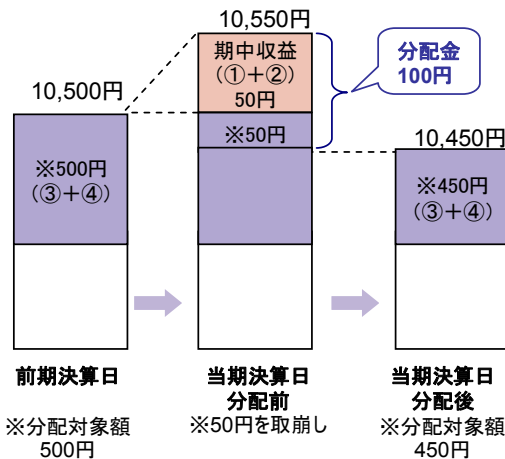 10,500円
※500円
(③+④)
前期決算日
※分配対象額
500円
10,550円
期中収益
(①+②)
50円
※50円
分配金
100円
当期決算日
分配前
※50円を取崩し
10,450円
※450円
(③+④)
当期決算日
分配後
※分配対象額
450円